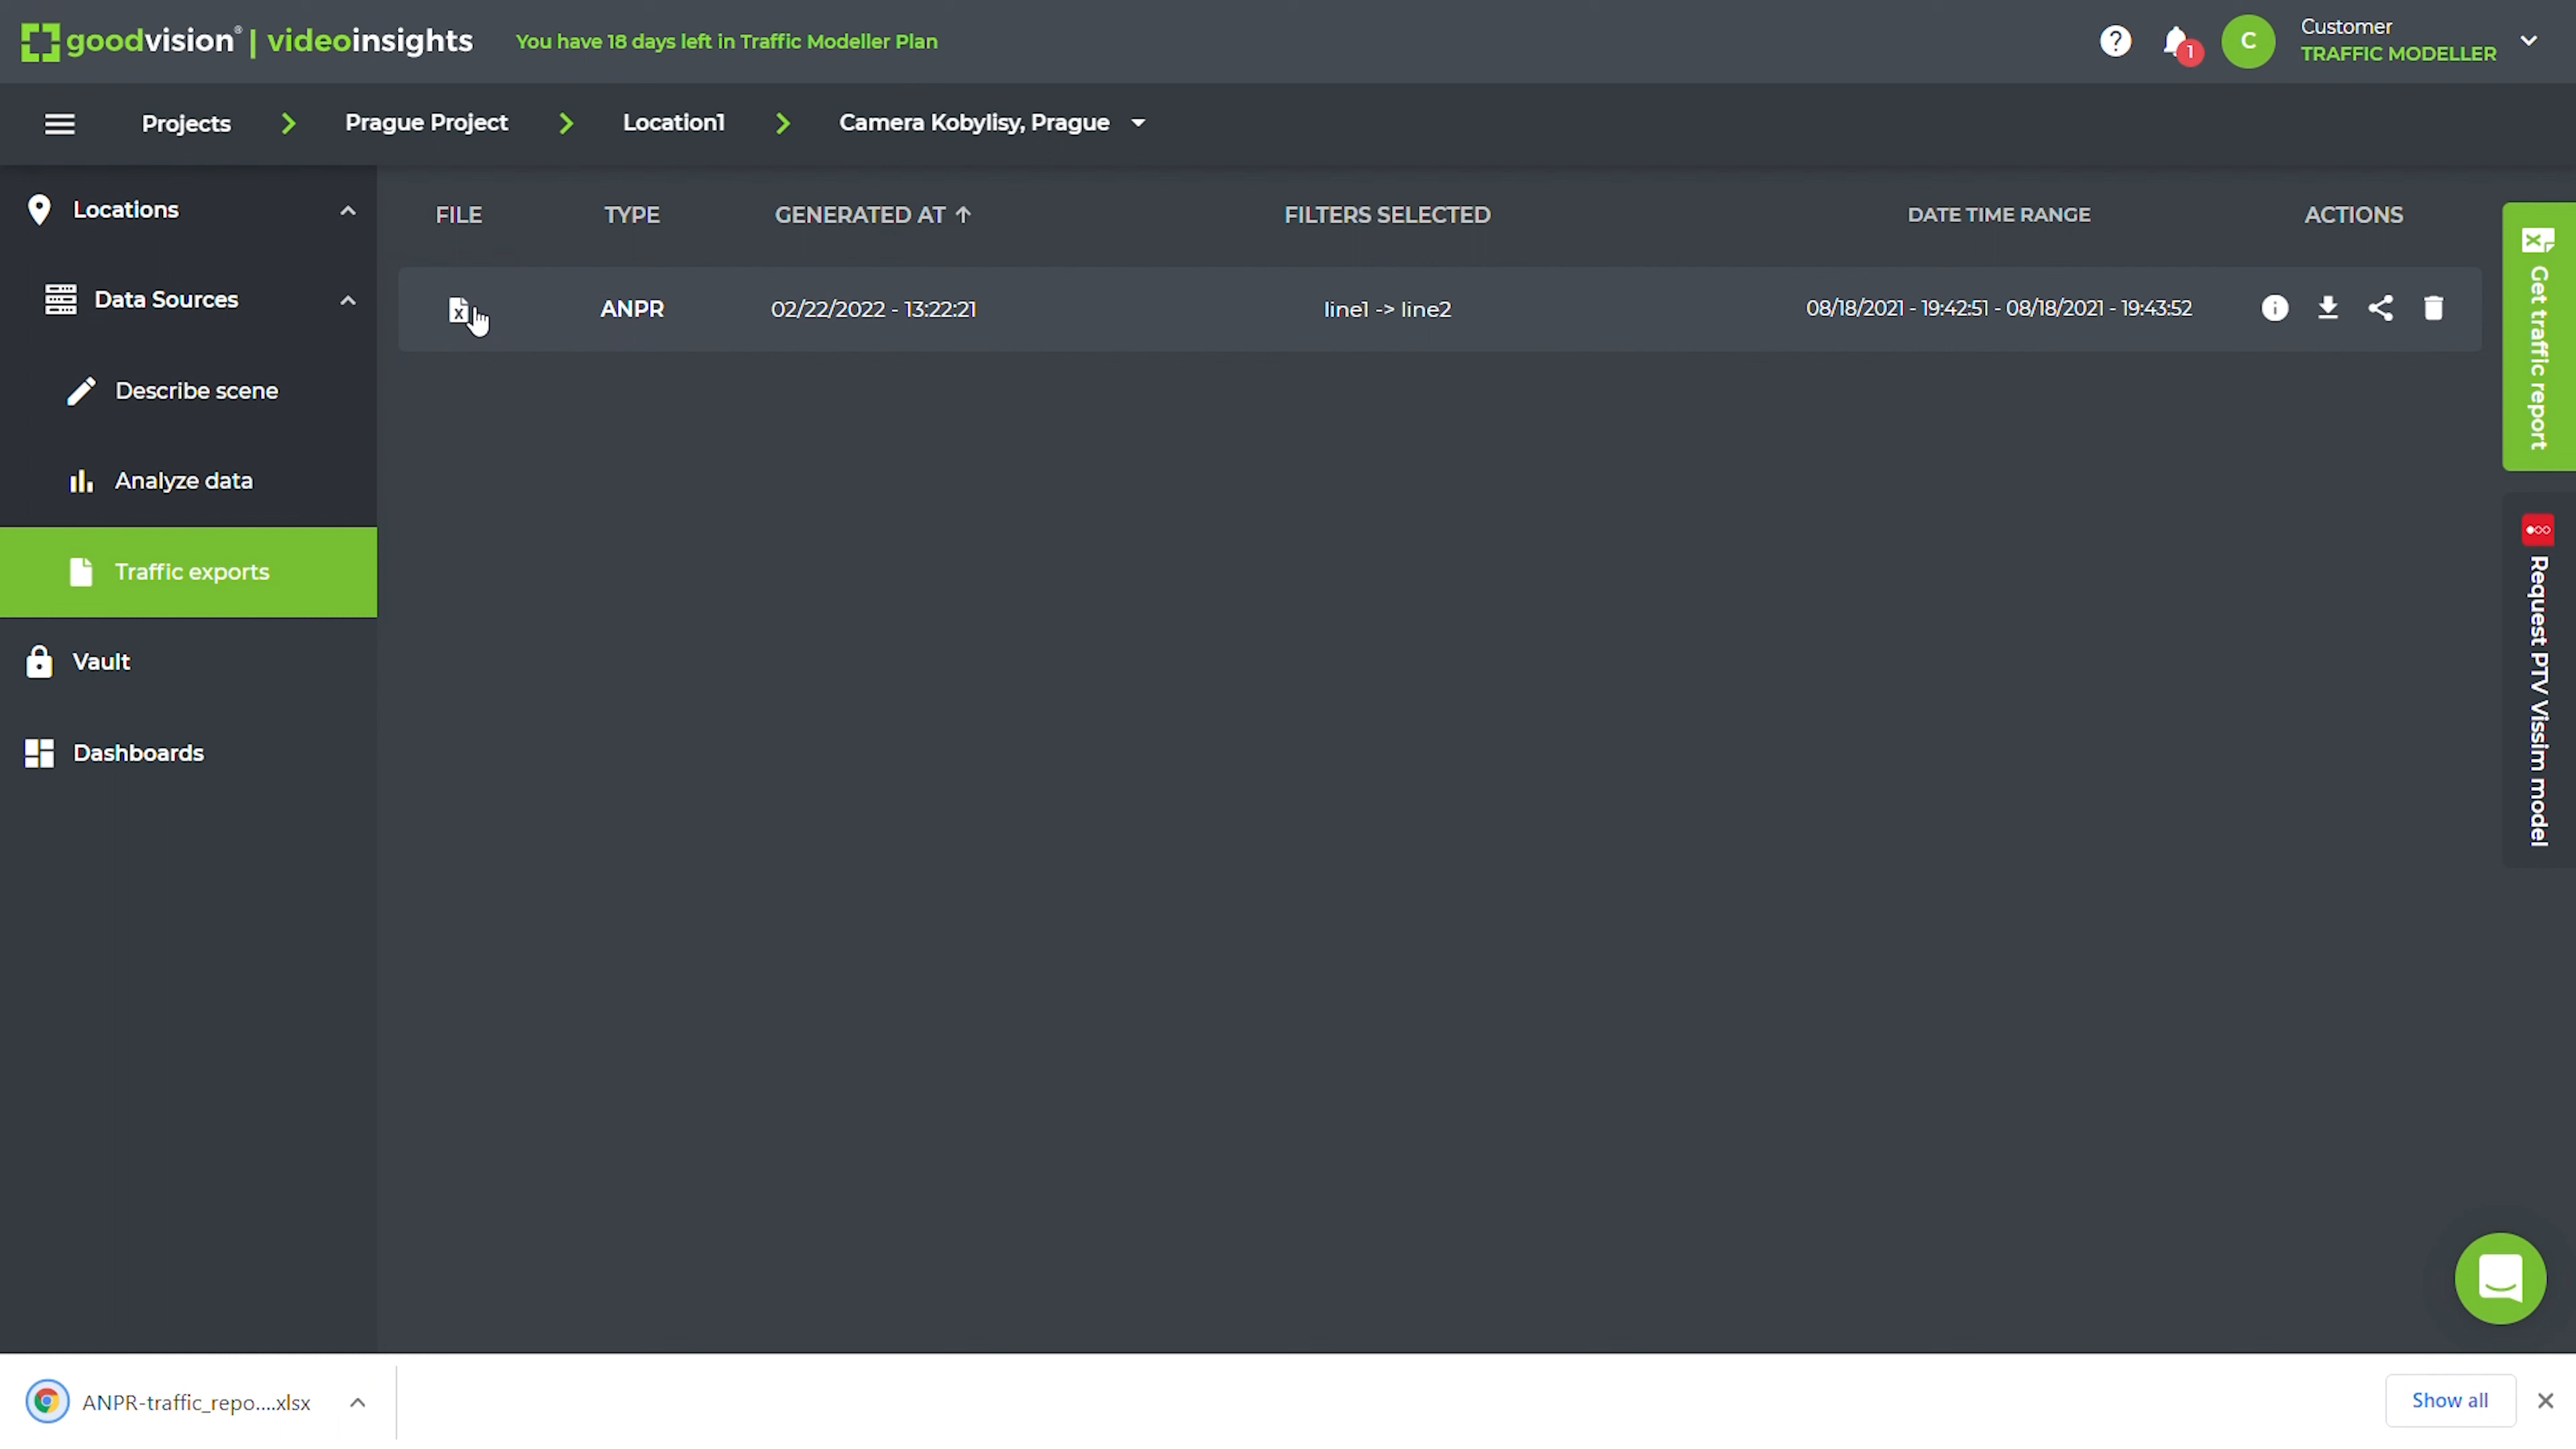 goodvision® | videoinsights
You have 18 days left in Traffic Modeller Plan
1
C
Customer
TRAFFIC MODELLER
Projects
Prague Project
Location1
Camera Kobylisy, Prague
Locations
Data Sources
Describe scene
Analyze data
Traffic exports
Vault
Dashboards
FILE
TYPE
GENERATED AT
FILTERS SELECTED
DATE TIME RANGE
ACTIONS
ANPR
02/22/2022 - 13:22:21
line1 -> line2
08/18/2021 - 19:42:51 - 08/18/2021 - 19:43:52
Get traffic report
Request PTV Vissim model
ANPR-traffic_repo....xlsx
Show all